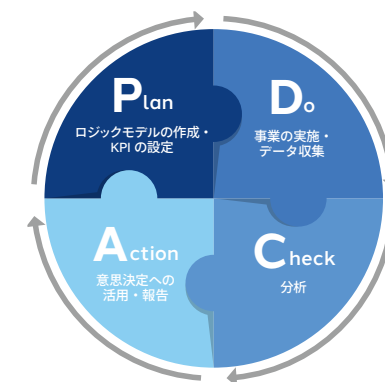 Plan
ロジックモデルの作成・
KPI の設定
Do
事業の実施・
データ収集
Action
意思決定への
活用・報告
Check
分析